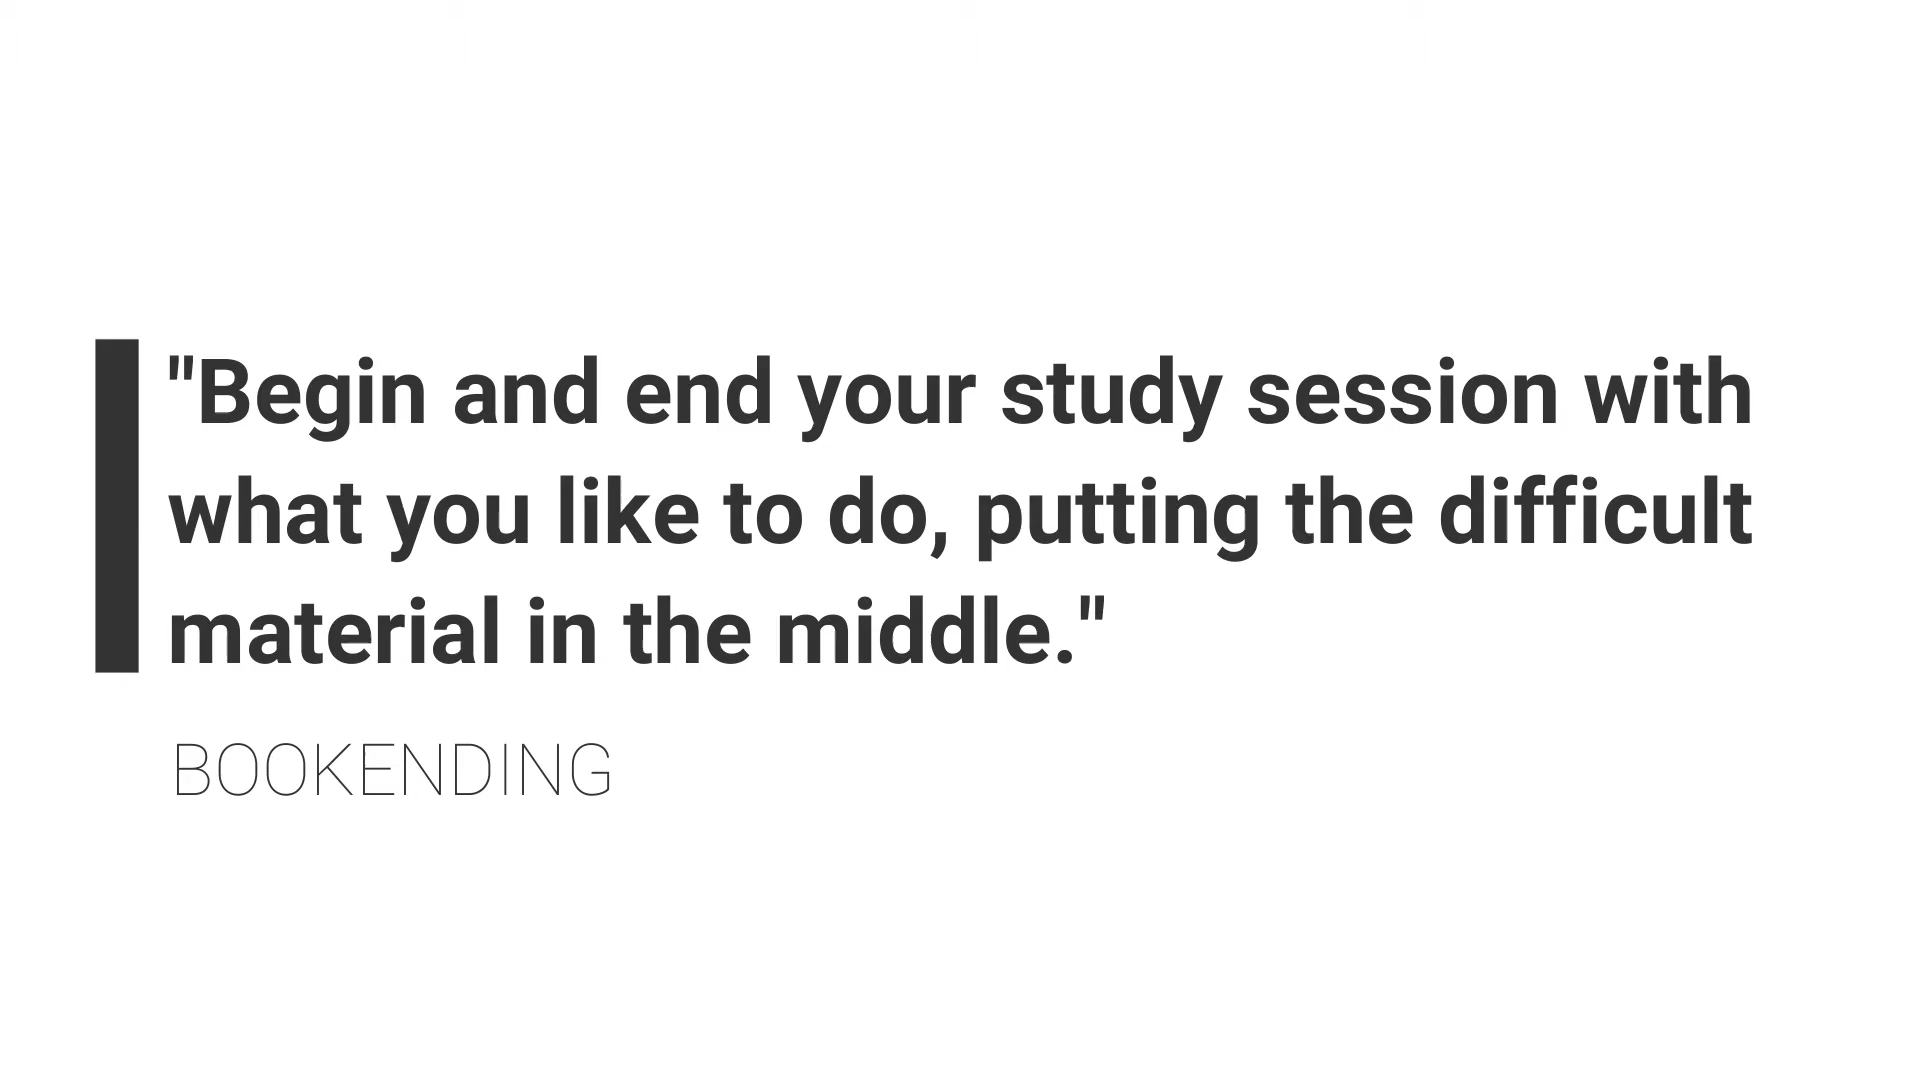 "Begin and end your study session with
what you like to do, putting the difficult
material in the middle."
BOOKENDING